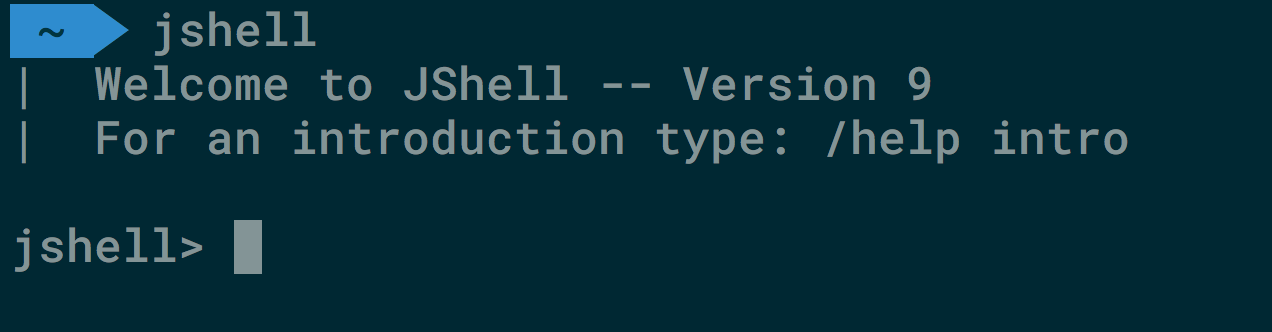 ~ jshell
|  Welcome to JShell -- Version 9
|  For an introduction type: /help intro
jshell>